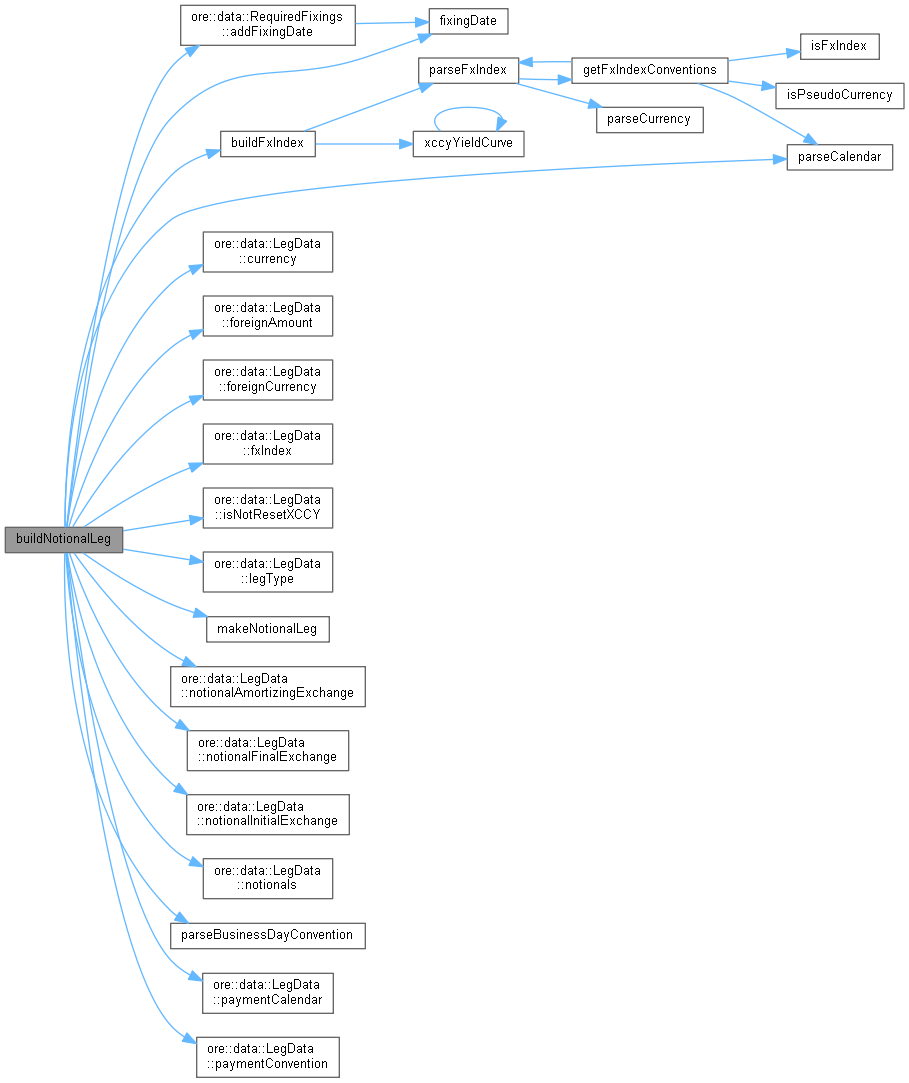 ore::data::RequiredFixings
::addFixingDate
fixingDate
isFxIndex
parseFxIndex
getFxIndexConventions
isPseudoCurrency
parseCurrency
buildFxIndex
xccyYieldCurve
parseCalendar
ore::data::LegData
::currency
ore::data::LegData
::foreignAmount
ore::data::LegData
::foreignCurrency
ore::data::LegData
::fxIndex
ore::data::LegData
::isNotResetXCCY
buildNotionalLeg
ore::data::LegData
::legType
makeNotionalLeg
ore::data::LegData
::notionalAmortizingExchange
ore::data::LegData
::notionalFinalExchange
ore::data::LegData
::notionalInitialExchange
ore::data::LegData
::notionals
parseBusinessDayConvention
ore::data::LegData
::paymentCalendar
ore::data::LegData
::paymentConvention